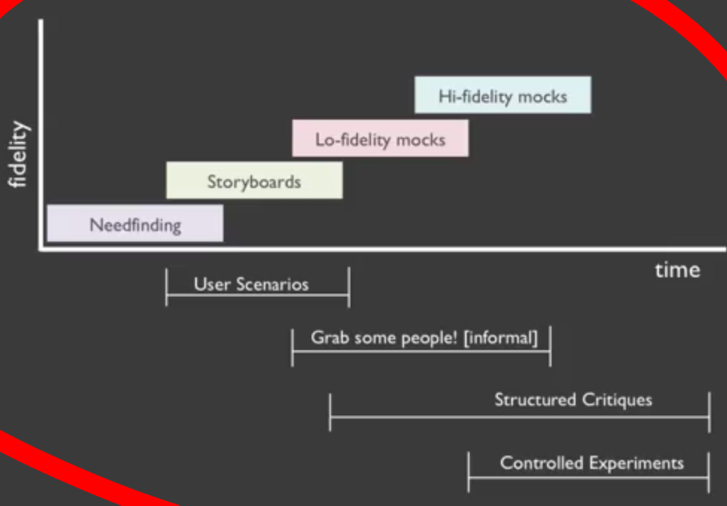 Hi-fidelity mocks
Lo-fidelity mocks
fidelity
Storyboards
Needfinding
time
User Scenarios
Grab some people! [informal]
Structured Critiques
Controlled Experiments